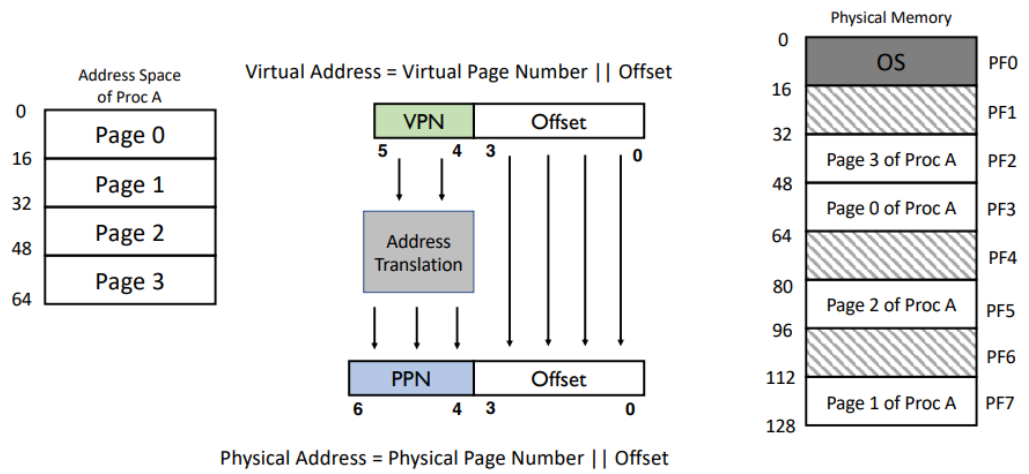 Address Space
of Proc A
0
Page 0
16
Page 1
32
Page 2
48
Page 3
64
Virtual Address = Virtual Page Number || Offset
VPN
Offset
5
4
3
0
Address
Translation
PPN
Offset
6
4
3
0
Physical Address = Physical Page Number || Offset
Physical Memory
0
OS
PF0
16
PF1
32
Page 3 of Proc A
PF2
48
Page 0 of Proc A
PF3
64
PF4
80
Page 2 of Proc A
PF5
96
PF6
112
Page 1 of Proc A
PF7
128